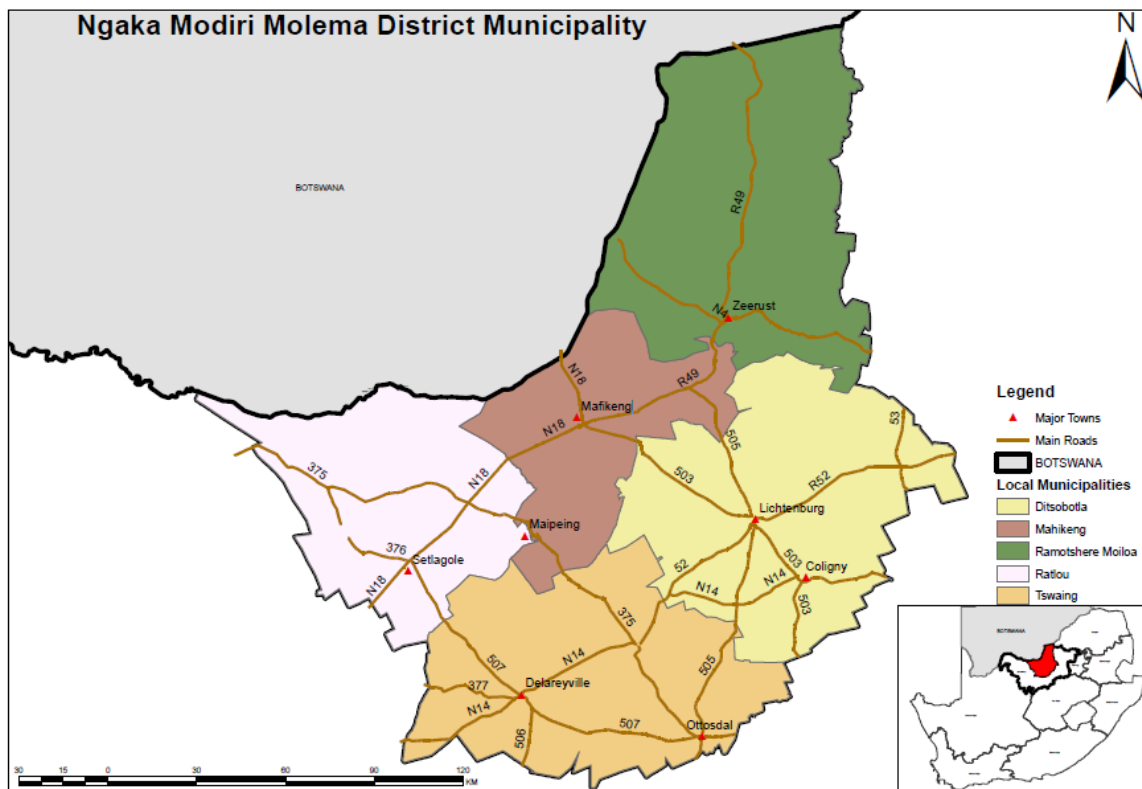 Ngaka Modiri Molema District Municipality
N
BOTSWANA
R49
N4
Zeerust
N18
R49
Mafikeng
N18
53
505
375
N18
503
R52
Lichtenburg
Maipeing
376
Setlagole
52
503
Coligny
N18
N14
N14
503
375
507
N14
505
377
Delareyville
N14
507
Ottosdal
506
Legend
Major Towns
Main Roads
BOTSWANA
Local Municipalities
Ditsobotla
Mahikeng
Ramotshere Moiloa
Ratlou
Tswaing
BOTSWANA
30 15 0 30 60 90 120
KM